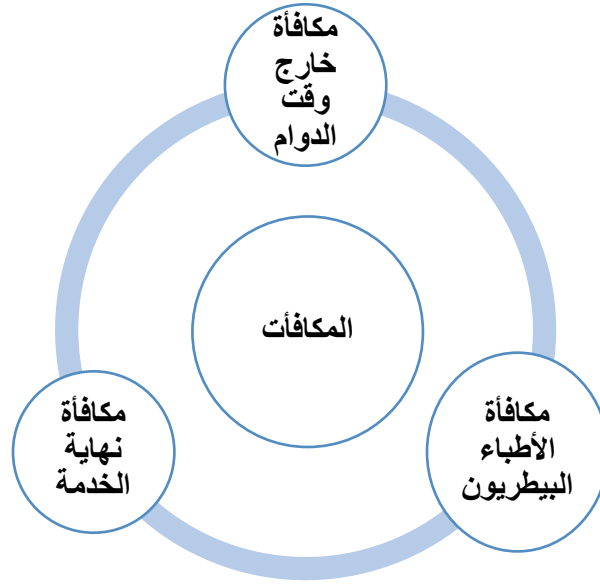 مكافأة
خارج
وقت
الدوام
المكافأت
مكافأة
الأطباء
البيطريون
مكافأة
نهاية
الخدمة